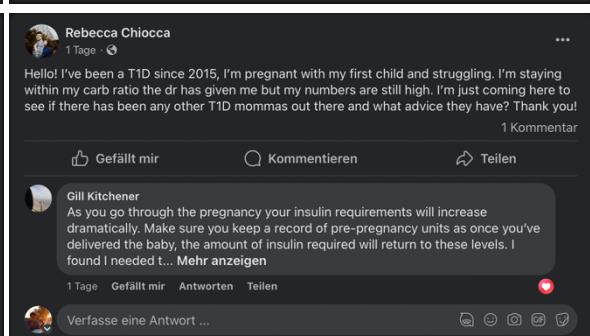 Rebecca Chiocca
1 Tage ·
Hello! I've been a T1D since 2015, I'm pregnant with my first child and struggling. I'm staying
within my carb ratio the dr has given me but my numbers are still high. I'm just coming here to
see if there has been any other T1D mommas out there and what advice they have? Thank you!
1 Kommentar
Gefällt mir Kommentieren Teilen
Gill Kitchener
As you go through the pregnancy your insulin requirements will increase
dramatically. Make sure you keep a record of pre-pregnancy units as once you've
delivered the baby, the amount of insulin required will return to these levels. I
found I needed t... Mehr anzeigen
1 Tage Gefällt mir Antworten Teilen
Verfasse eine Antwort ...
GIF